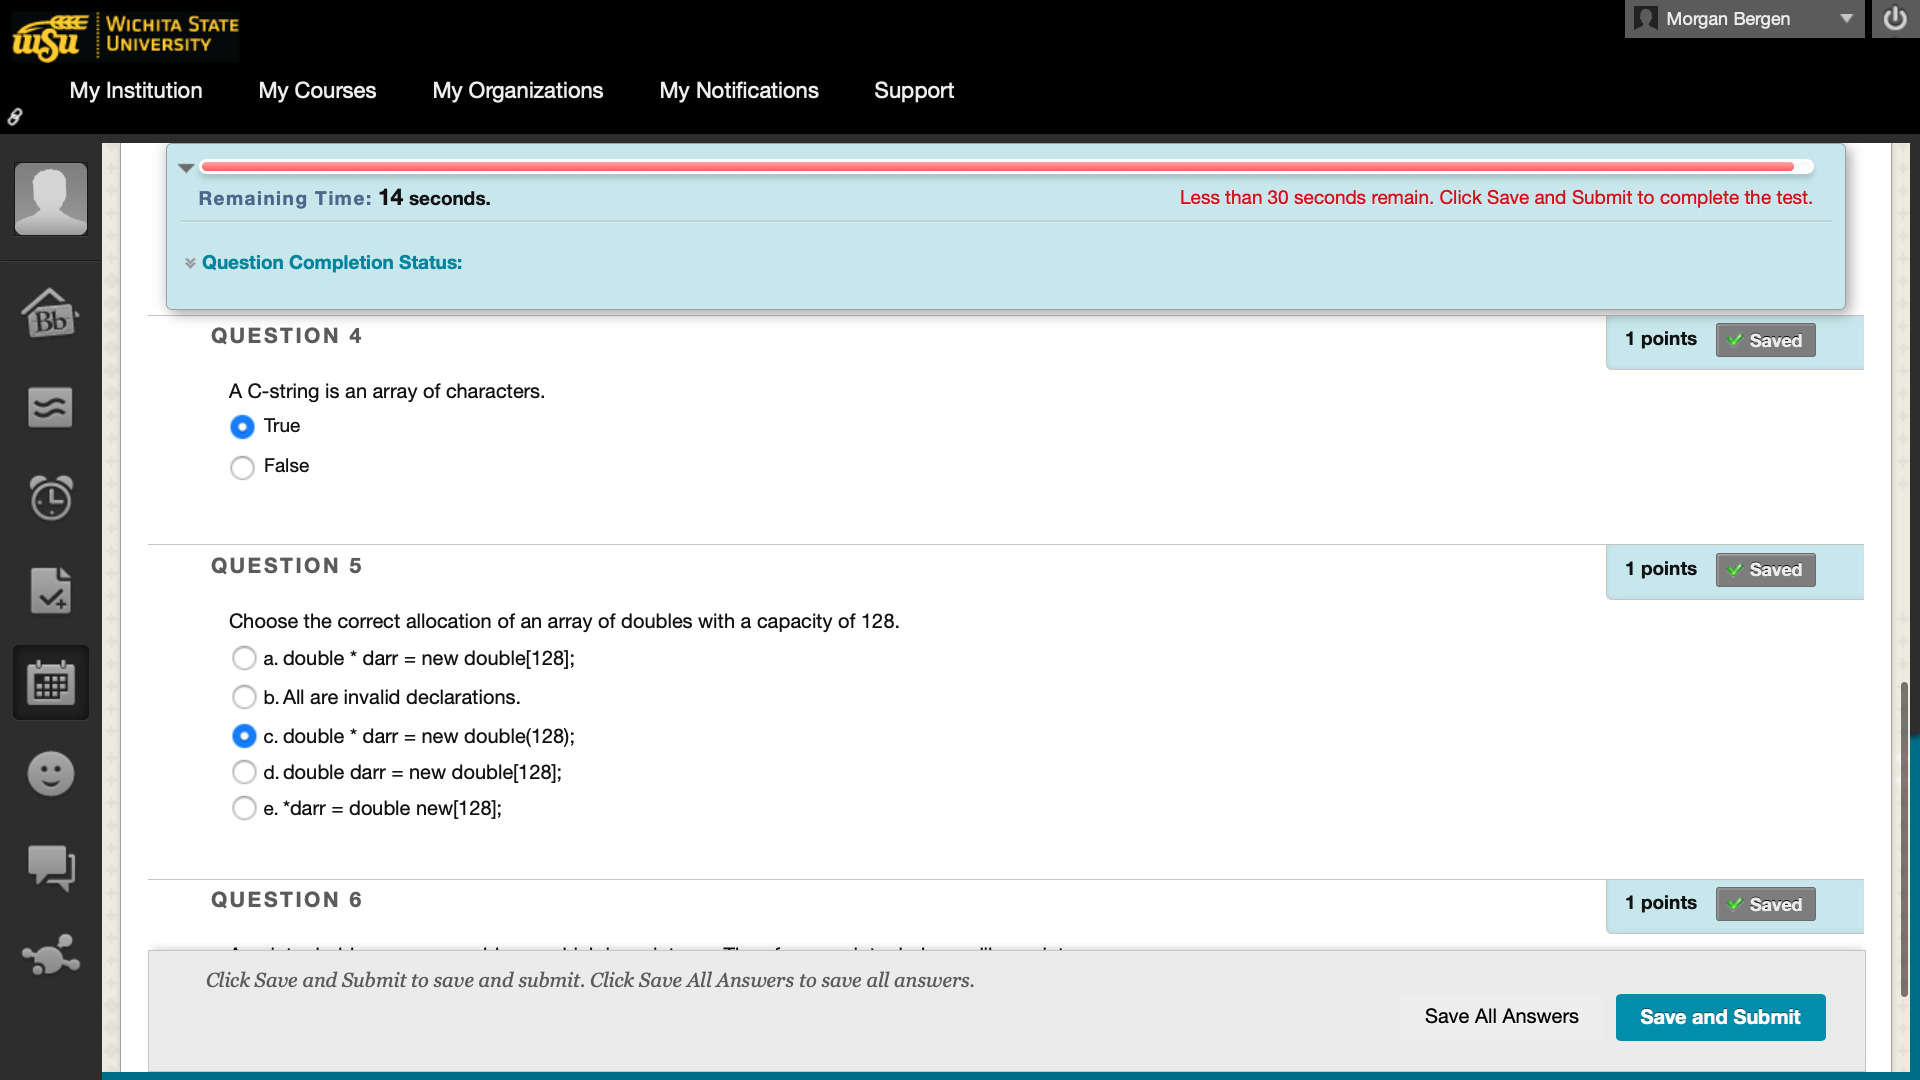 WSU WICHITA STATE
UNIVERSITY
Morgan Bergen
My Institution My Courses My Organizations My Notifications Support
Remaining Time: 14 seconds.
Less than 30 seconds remain. Click Save and Submit to complete the test.
Question Completion Status:
QUESTION 4
1 points Saved
A C-string is an array of characters.
True
False
Bb
QUESTION 5
1 points Saved
Choose the correct allocation of an array of doubles with a capacity of 128.
a. double * darr = new double[128];
b. All are invalid declarations.
c. double * darr = new double(128);
d. double darr = new double[128];
e. *darr = double new[128];
QUESTION 6
1 points Saved
Click Save and Submit to save and submit. Click Save All Answers to save all answers.
Save All Answers Save and Submit